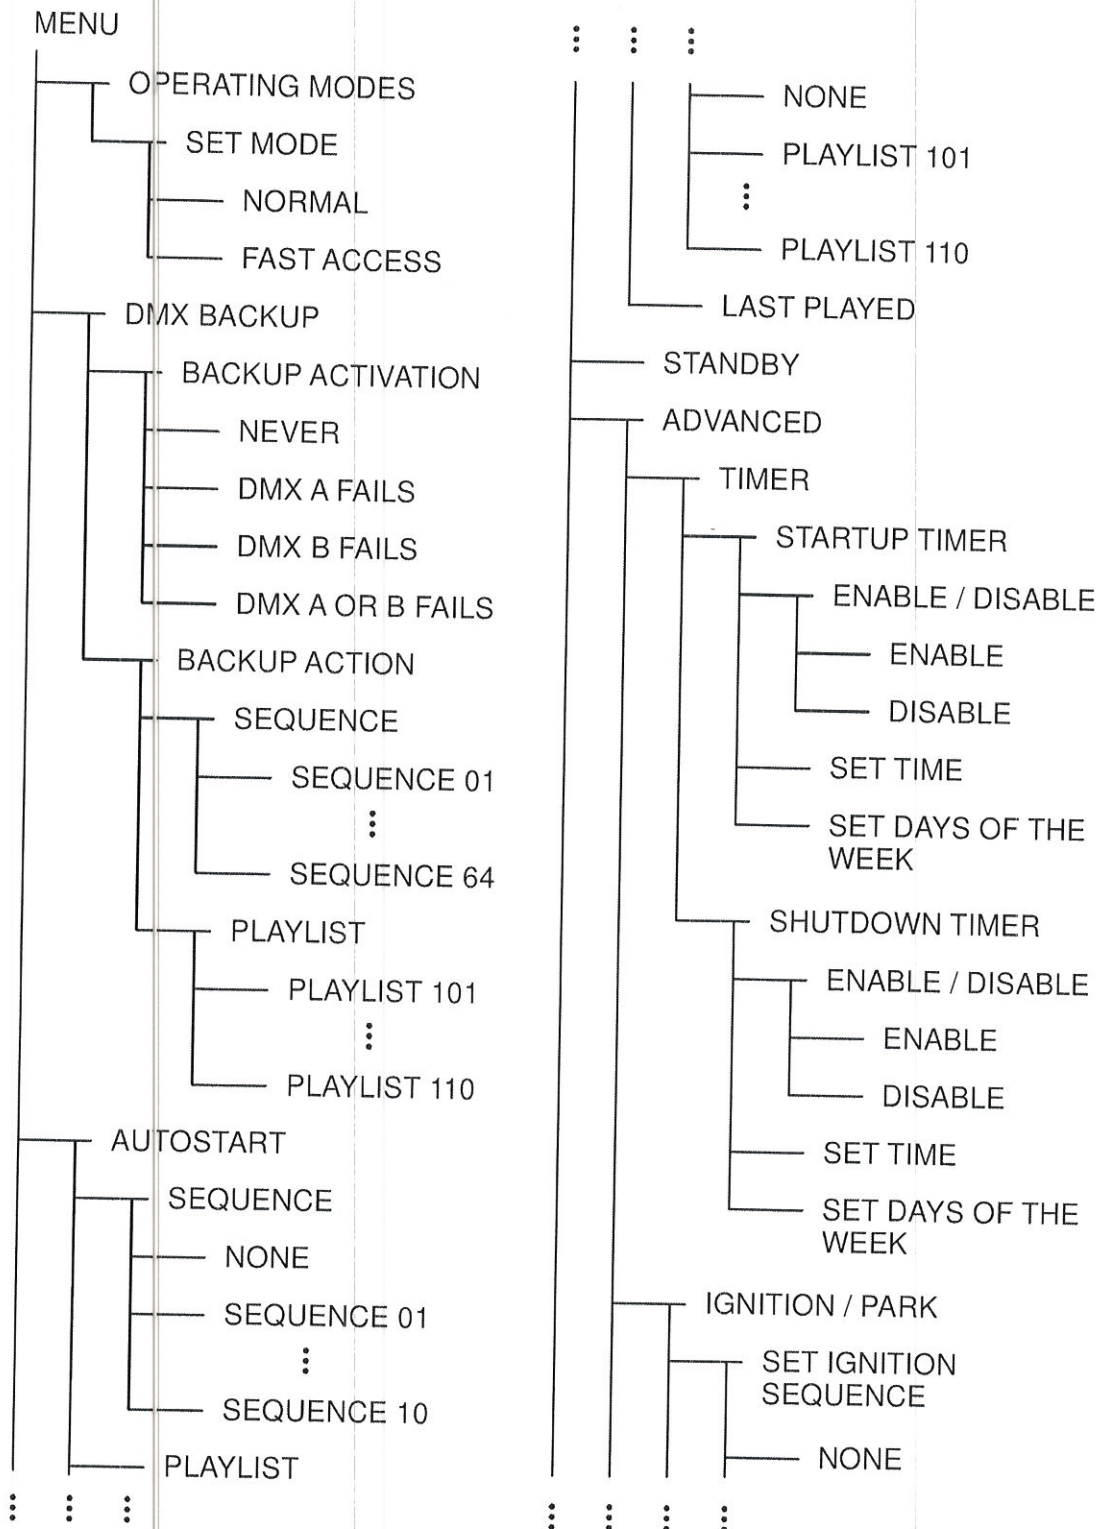 MENU
OPERATING MODES
SET MODE
NORMAL
FAST ACCESS
DMX BACKUP
BACKUP ACTIVATION
NEVER
DMX A FAILS
DMX B FAILS
DMX A OR B FAILS
BACKUP ACTION
SEQUENCE
SEQUENCE 01
SEQUENCE 64
PLAYLIST
PLAYLIST 101
PLAYLIST 110
AUTOSTART
SEQUENCE
NONE
SEQUENCE 01
SEQUENCE 10
PLAYLIST
NONE
PLAYLIST 101
PLAYLIST 110
LAST PLAYED
STANDBY
ADVANCED
TIMER
STARTUP TIMER
ENABLE / DISABLE
ENABLE
DISABLE
SET TIME
SET DAYS OF THE
WEEK
SHUTDOWN TIMER
ENABLE / DISABLE
ENABLE
DISABLE
SET TIME
SET DAYS OF THE
WEEK
IGNITION / PARK
SET IGNITION
SEQUENCE
NONE